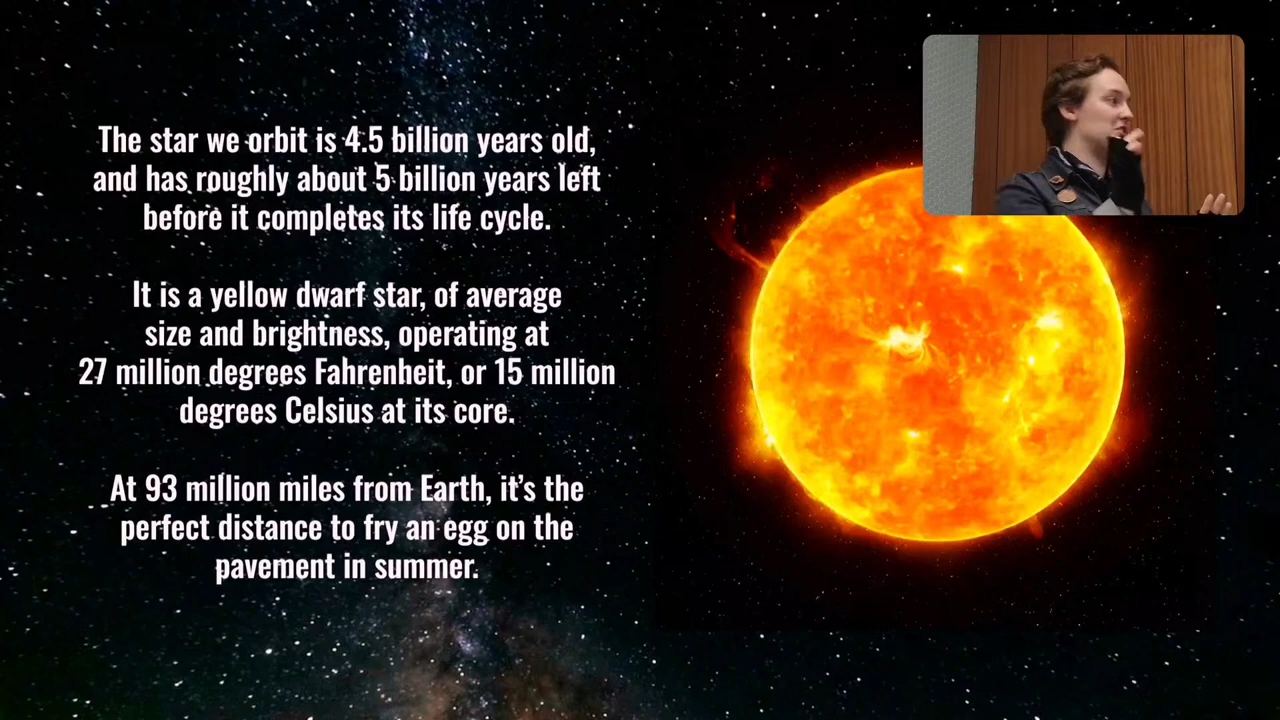 The star we orbit is 4.5 billion years old,
and has roughly about 5 billion years left
before it completes its life cycle.
It is a yellow dwarf star, of average
size and brightness, operating at
27 million degrees Fahrenheit, or 15 million
degrees Celsius at its core.
At 93 million miles from Earth, it's the
perfect distance to fry an egg on the
pavement in summer.